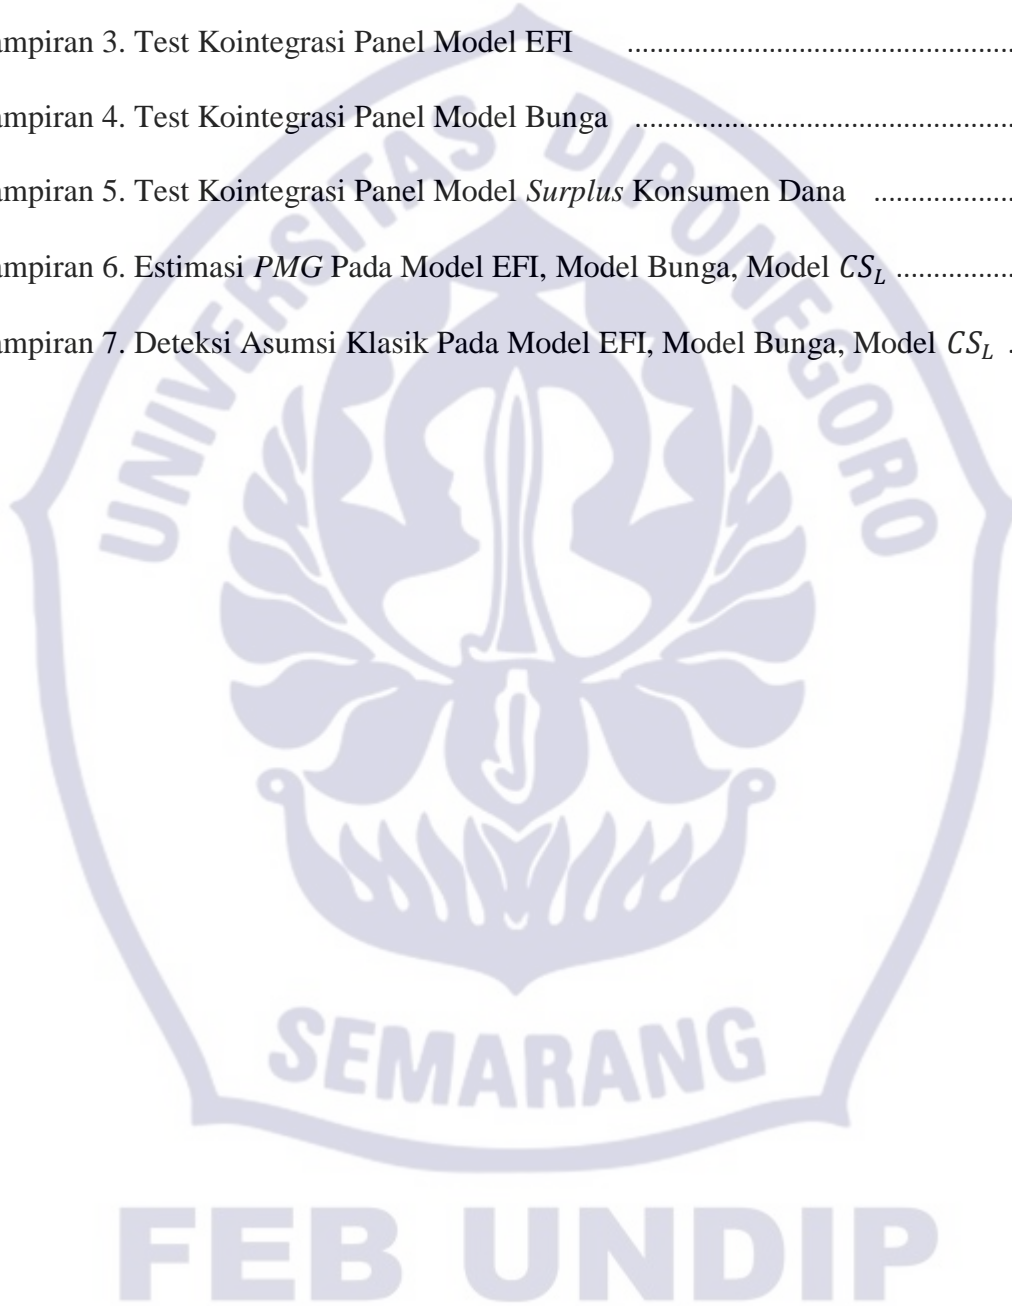 ampiran 3. Test Kointegrasi Panel Model EFI ................................................
ampiran 4. Test Kointegrasi Panel Model Bunga ................................................
ampiran 5. Test Kointegrasi Panel Model Surplus Konsumen Dana ..................
ampiran 6. Estimasi PMG Pada Model EFI, Model Bunga, Model CS_L ................
ampiran 7. Deteksi Asumsi Klasik Pada Model EFI, Model Bunga, Model CS_L .
UNIVERSITAS DIPONEGORO
SEMARANG
FEB UNDIP